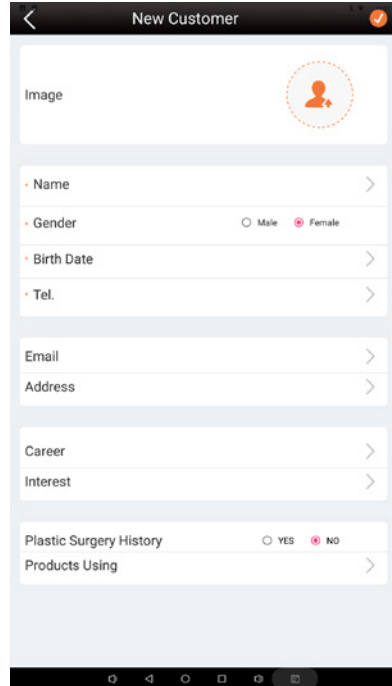 New Customer
Image
Name
Gender Male Female
Birth Date
Tel.
Email
Address
Career
Interest
Plastic Surgery History YES NO
Products Using